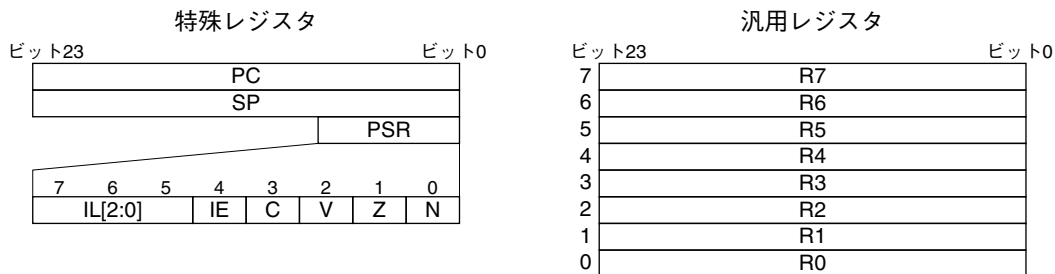 特殊レジスタ
ビット23 ビット0
PC
SP
PSR
7 6 5 4 3 2 1 0
IL[2:0] IE C V Z N
汎用レジスタ
ビット23 ビット0
7 R7
6 R6
5 R5
4 R4
3 R3
2 R2
1 R1
0 R0